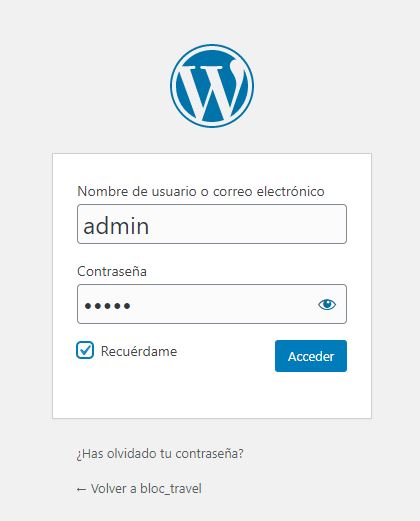 Nombre de usuario o correo electrónico
admin
Contraseña
•••••
Recuérdame
Acceder
¿Has olvidado tu contraseña?
← Volver a bloc_travel